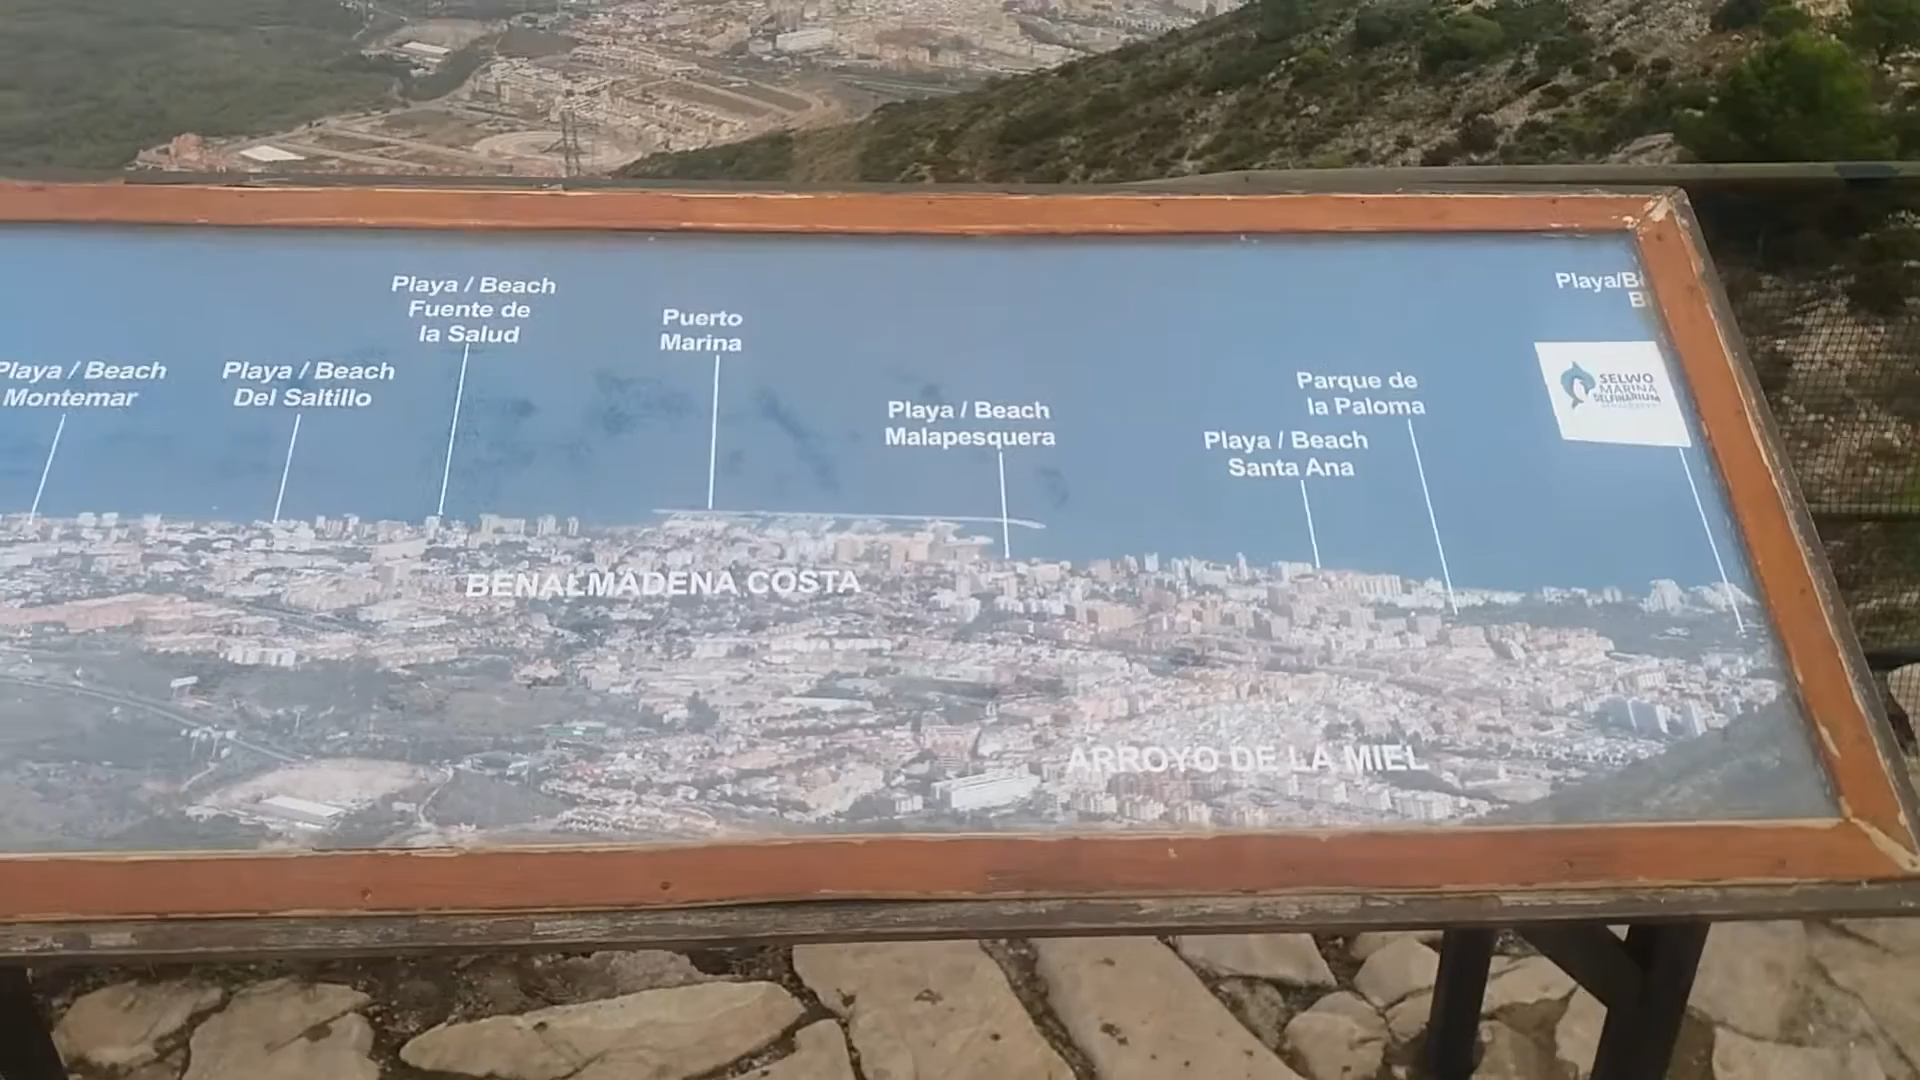 Playa / Beach
Montemar
Playa / Beach
Del Saltillo
Playa / Beach
Fuente de
la Salud
Puerto
Marina
Playa / Beach
Malapesquera
Playa / Beach
Santa Ana
Parque de
la Paloma
Playa/B
SELWO
MARINA
DELFINARIUM
BENALMÁDENA COSTA
ARROYO DE LA MIEL